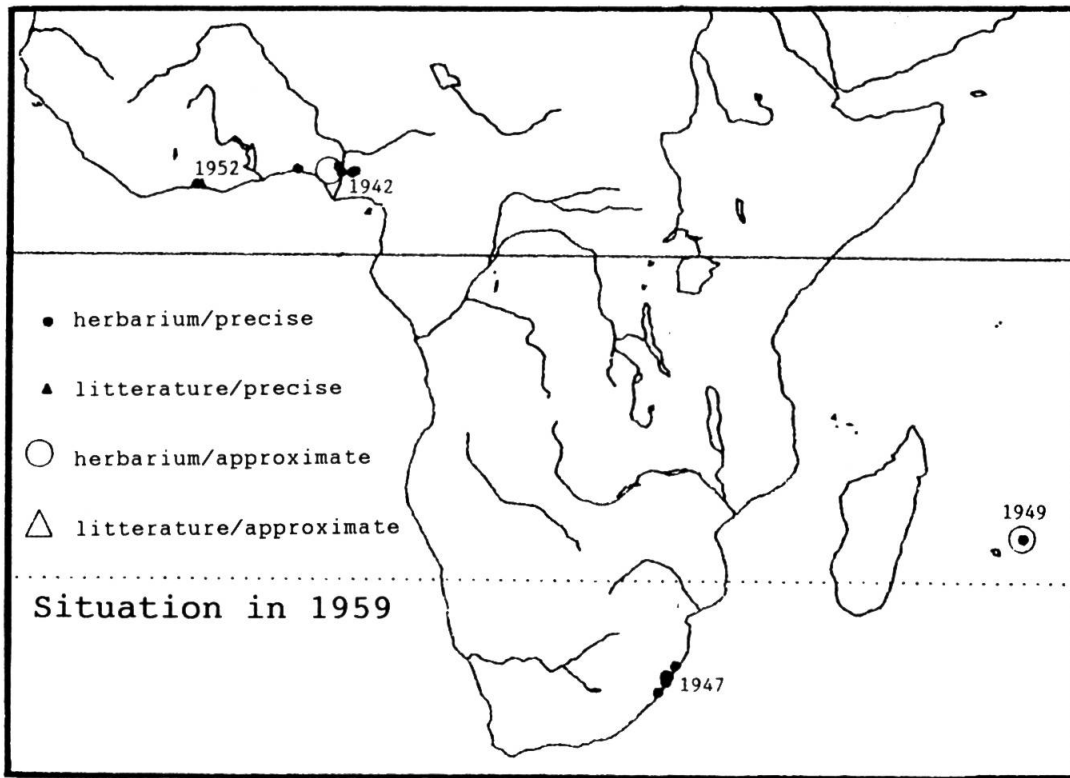 1952
1942
herbarium/precise
litterature/precise
herbarium/approximate
litterature/approximate
1949
Situation in 1959
1947